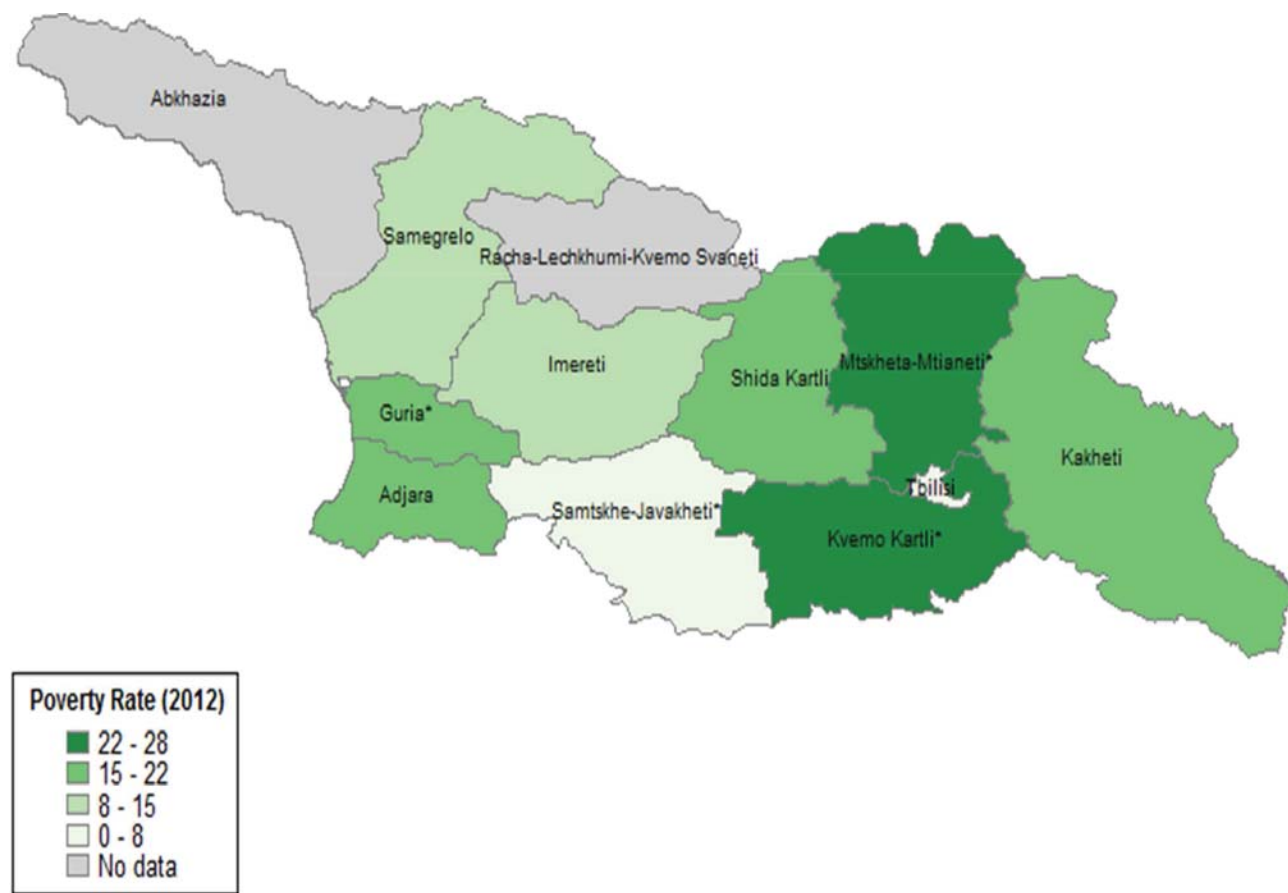 Abkhazia
Samegrelo
Racha-Lechkhumi-Kvemo Svaneti
Imereti
Shida Kartli
Mtskheta-Mtianeti*
Guria*
Kakheti
Adjara
Tbilisi
Samtskhe-Javakheti*
Kvemo Kartli*
Poverty Rate (2012)
22 - 28
15 - 22
8 - 15
0 - 8
No data